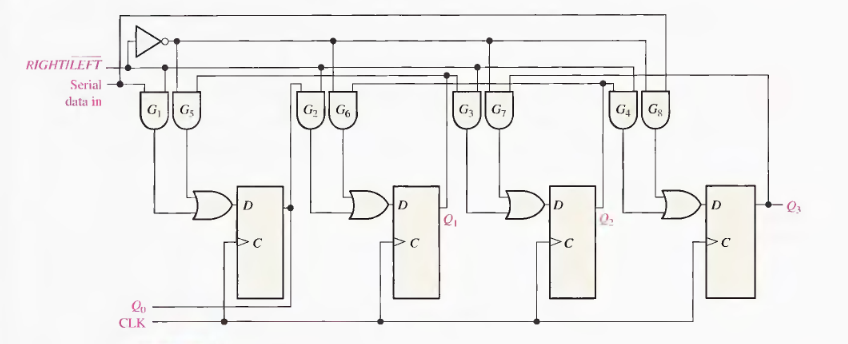 RIGHT/LEFT
Serial
data in
G1 G5 G2 G6 G3 G7 G4 G8
D D D D
Q1 Q2 Q3
C C C C
Q0
CLK